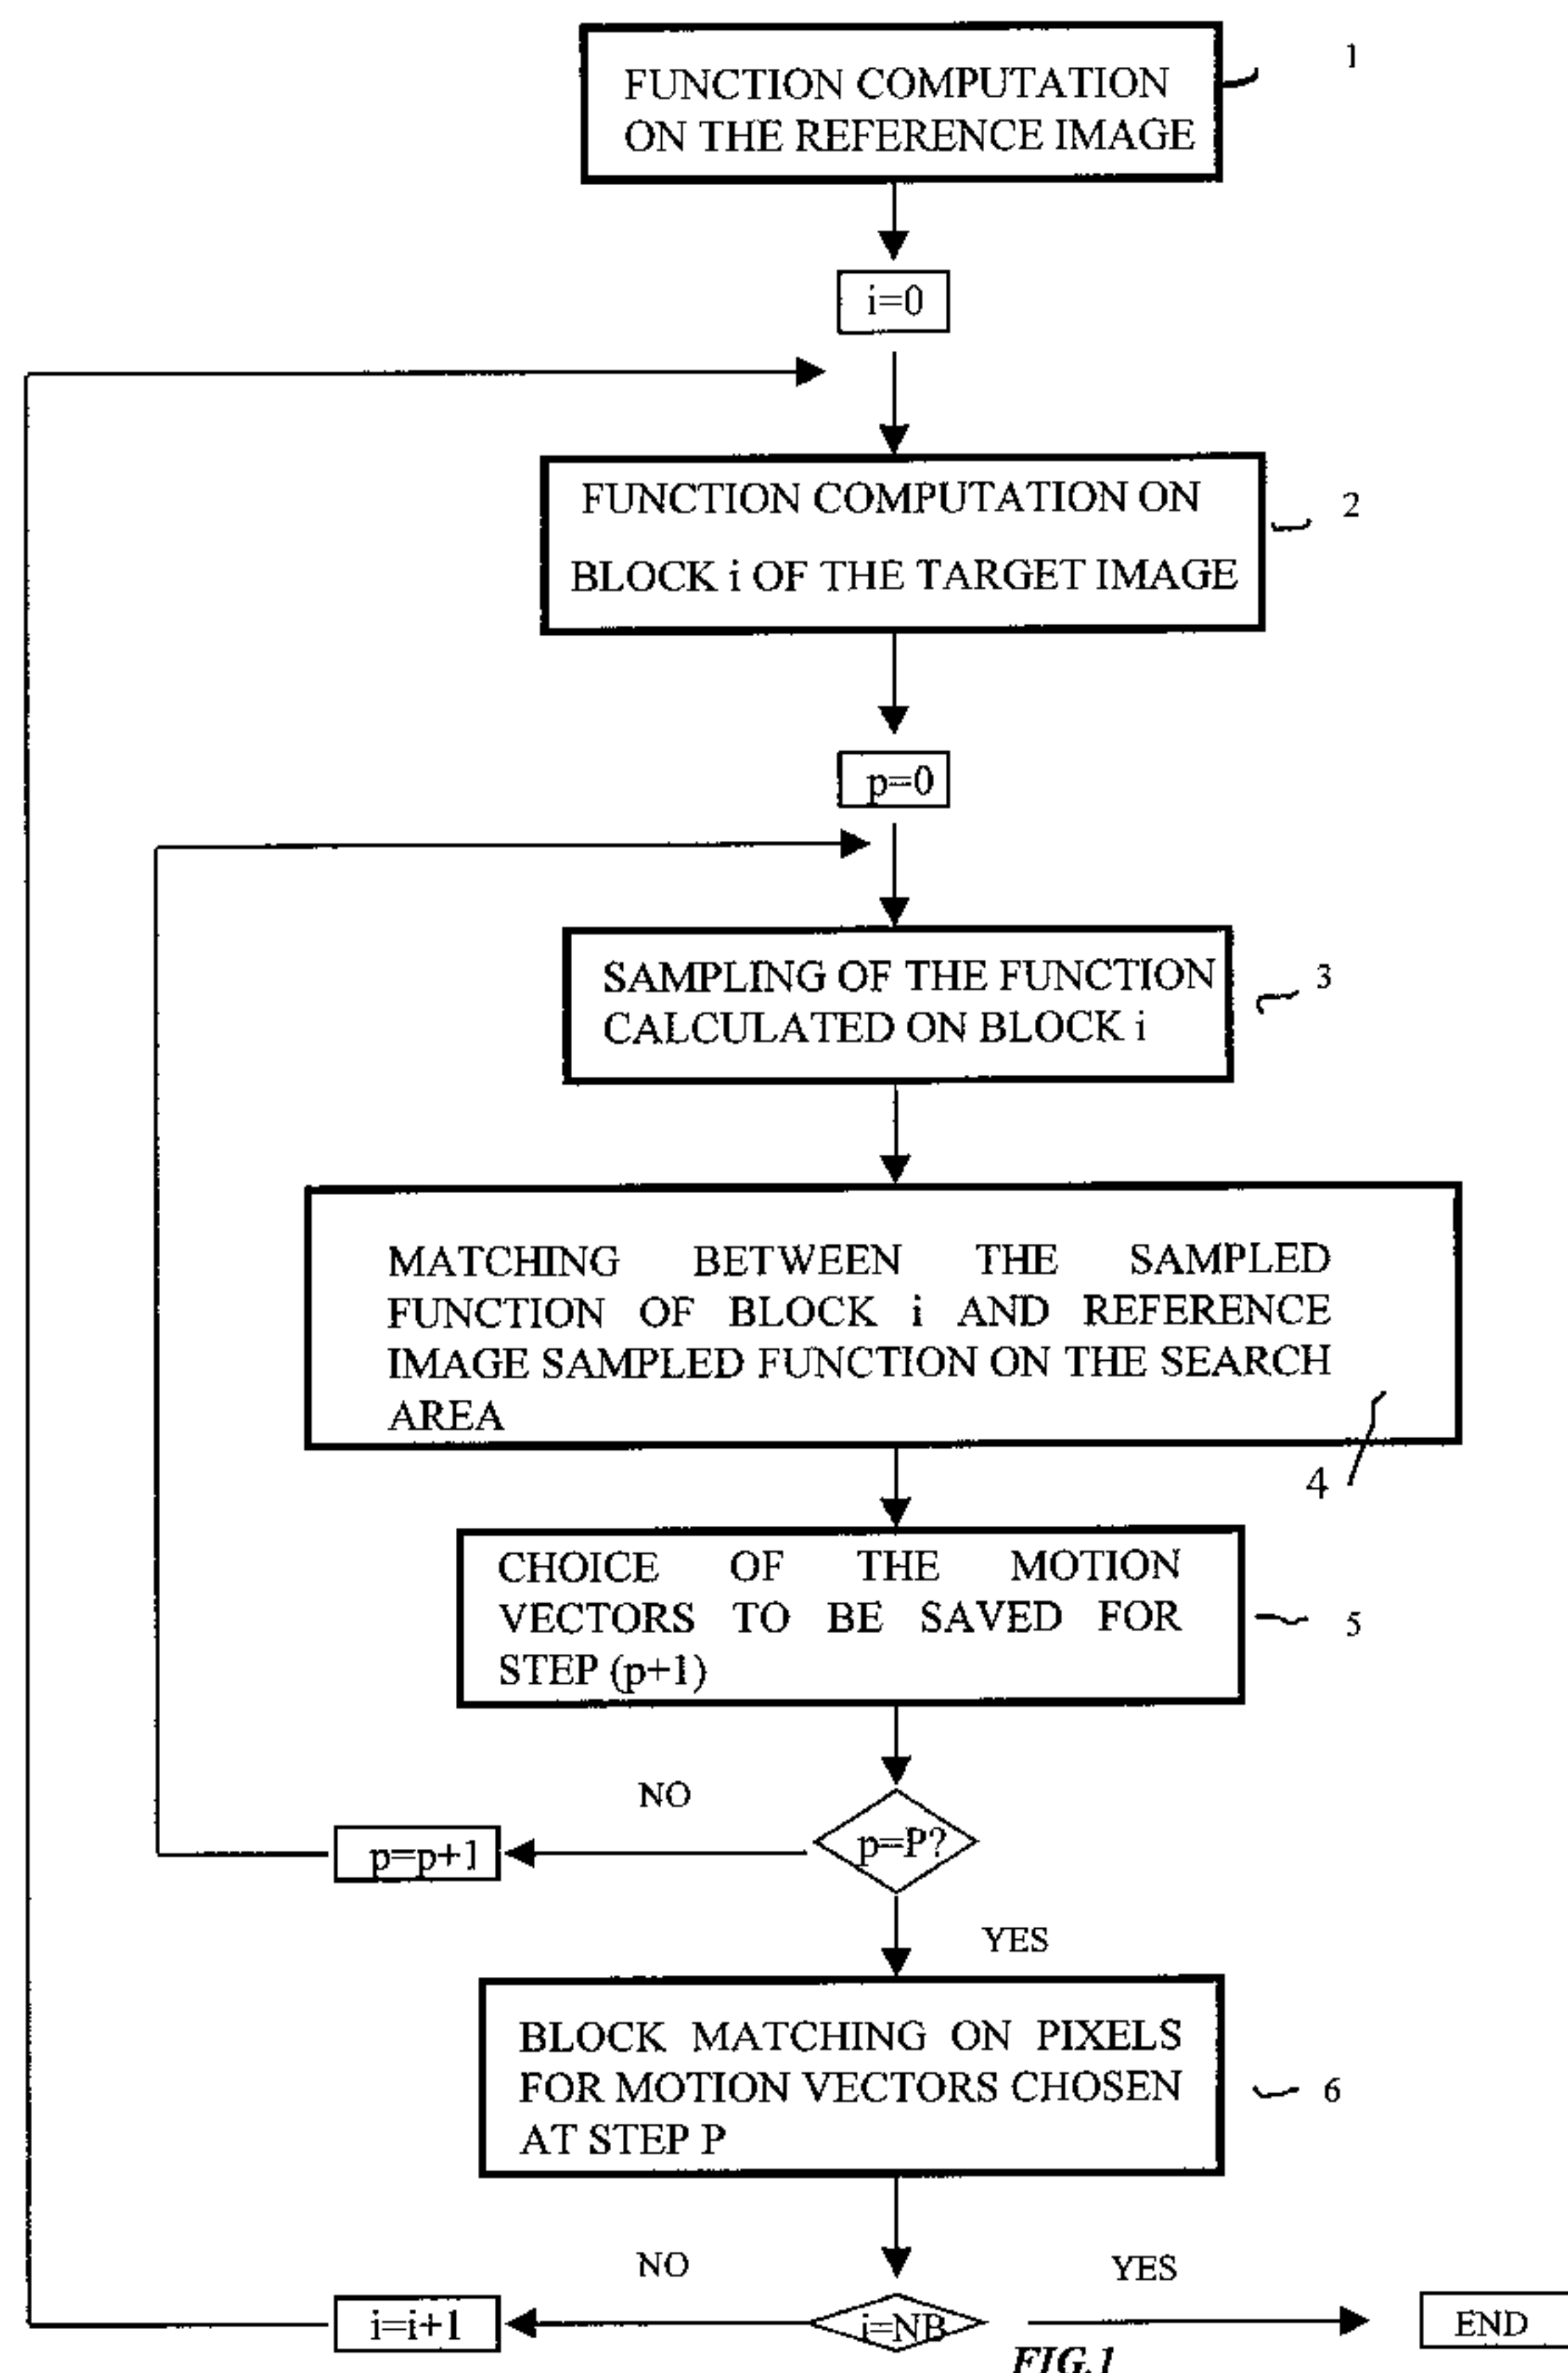 FUNCTION COMPUTATION
ON THE REFERENCE IMAGE
1
i=0
FUNCTION COMPUTATION ON
BLOCK i OF THE TARGET IMAGE
2
p=0
SAMPLING OF THE FUNCTION
CALCULATED ON BLOCK i
3
MATCHING BETWEEN THE SAMPLED
FUNCTION OF BLOCK i AND REFERENCE
IMAGE SAMPLED FUNCTION ON THE SEARCH
AREA
4
CHOICE OF THE MOTION
VECTORS TO BE SAVED FOR
STEP (p+1)
5
NO
p=p+1
p=P?
YES
BLOCK MATCHING ON PIXELS
FOR MOTION VECTORS CHOSEN
AT STEP P
6
NO
YES
i=i+1
i=NB
END
FIG.1